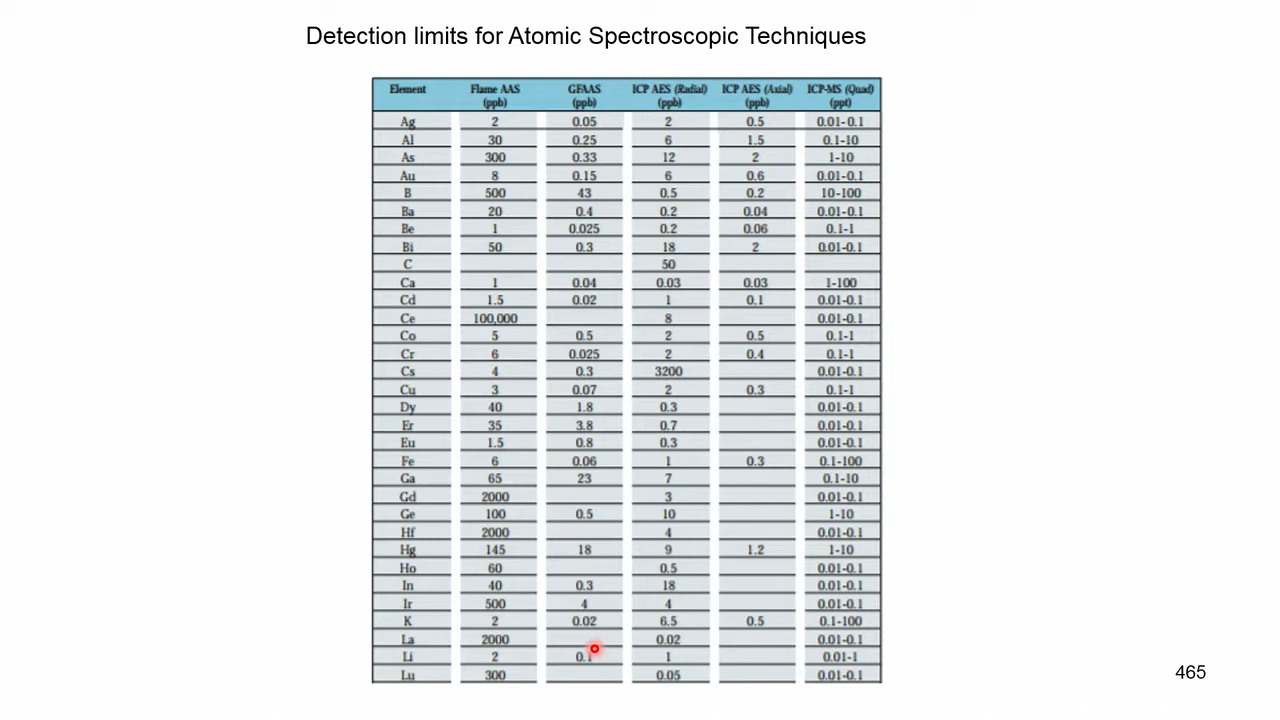 Detection limits for Atomic Spectroscopic Techniques
Element Flame AAS (ppb) GFAAS (ppb) ICP AES (Radial) (ppb) ICP AES (Axial) (ppb) ICP-MS (Quad) (ppt)
Ag 2 0.05 2 0.5 0.01-0.1
Al 30 0.25 6 1.5 0.1-10
As 300 0.33 12 2 1-10
Au 8 0.15 6 0.6 0.01-0.1
B 500 43 0.5 0.2 10-100
Ba 20 0.4 0.2 0.04 0.01-0.1
Be 1 0.025 0.2 0.06 0.1-1
Bi 50 0.3 18 2 0.01-0.1
C 50
Ca 1 0.04 0.03 0.03 1-100
Cd 1.5 0.02 1 0.1 0.01-0.1
Ce 100,000 8 0.01-0.1
Co 5 0.5 2 0.5 0.1-1
Cr 6 0.025 2 0.4 0.1-1
Cs 4 0.3 3200 0.01-0.1
Cu 3 0.07 2 0.3 0.1-1
Dy 40 1.8 0.3 0.01-0.1
Er 35 3.8 0.7 0.01-0.1
Eu 1.5 0.8 0.3 0.01-0.1
Fe 6 0.06 1 0.3 0.1-100
Ga 65 23 7 0.1-10
Gd 2000 3 0.01-0.1
Ge 100 0.5 10 1-10
Hf 2000 4 0.01-0.1
Hg 145 18 9 1.2 1-10
Ho 60 0.5 0.01-0.1
In 40 0.3 18 0.01-0.1
Ir 500 4 4 0.01-0.1
K 2 0.02 6.5 0.5 0.1-100
La 2000 0.02 0.01-0.1
Li 2 0.1 1 0.01-1
Lu 300 0.05 0.01-0.1
465